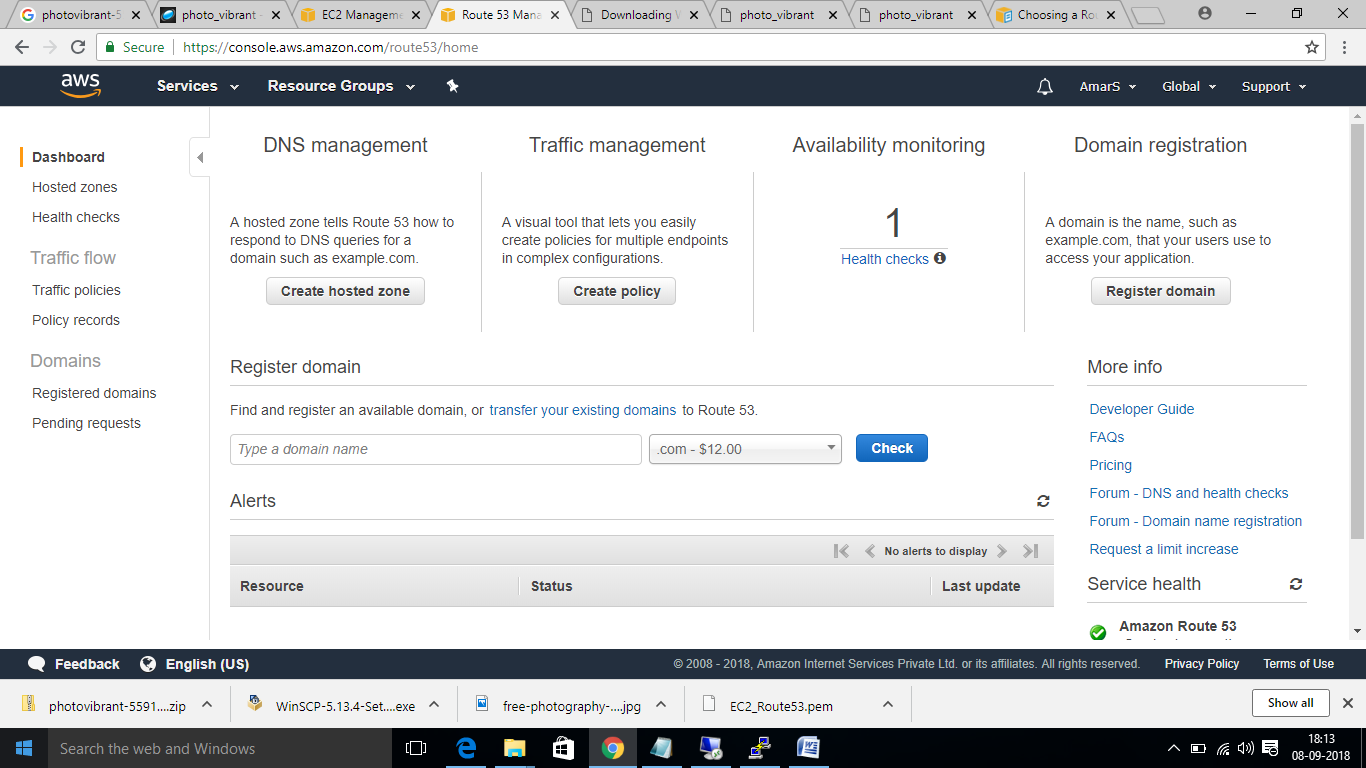 photovibrant-5
photo_vibrant -
EC2 Manageme
Route 53 Mana
Downloading W
photo_vibrant
photo_vibrant
Choosing a Rou
Secure
https://console.aws.amazon.com/route53/home
aws
Services
Resource Groups
AmarS
Global
Support
Dashboard
Hosted zones
Health checks
Traffic flow
Traffic policies
Policy records
Domains
Registered domains
Pending requests
DNS management
A hosted zone tells Route 53 how to
respond to DNS queries for a
domain such as example.com.
Create hosted zone
Traffic management
A visual tool that lets you easily
create policies for multiple endpoints
in complex configurations.
Create policy
Availability monitoring
1
Health checks
Domain registration
A domain is the name, such as
example.com, that your users use to
access your application.
Register domain
Register domain
Find and register an available domain, or transfer your existing domains to Route 53.
Type a domain name
.com - $12.00
Check
Alerts
No alerts to display
Resource
Status
Last update
More info
Developer Guide
FAQs
Pricing
Forum - DNS and health checks
Forum - Domain name registration
Request a limit increase
Service health
Amazon Route 53
Feedback
English (US)
© 2008 - 2018, Amazon Internet Services Private Ltd. or its affiliates. All rights reserved.
Privacy Policy
Terms of Use
photovibrant-5591....zip
WinSCP-5.13.4-Set....exe
free-photography-....jpg
EC2_Route53.pem
Show all
Search the web and Windows
18:13
08-09-2018